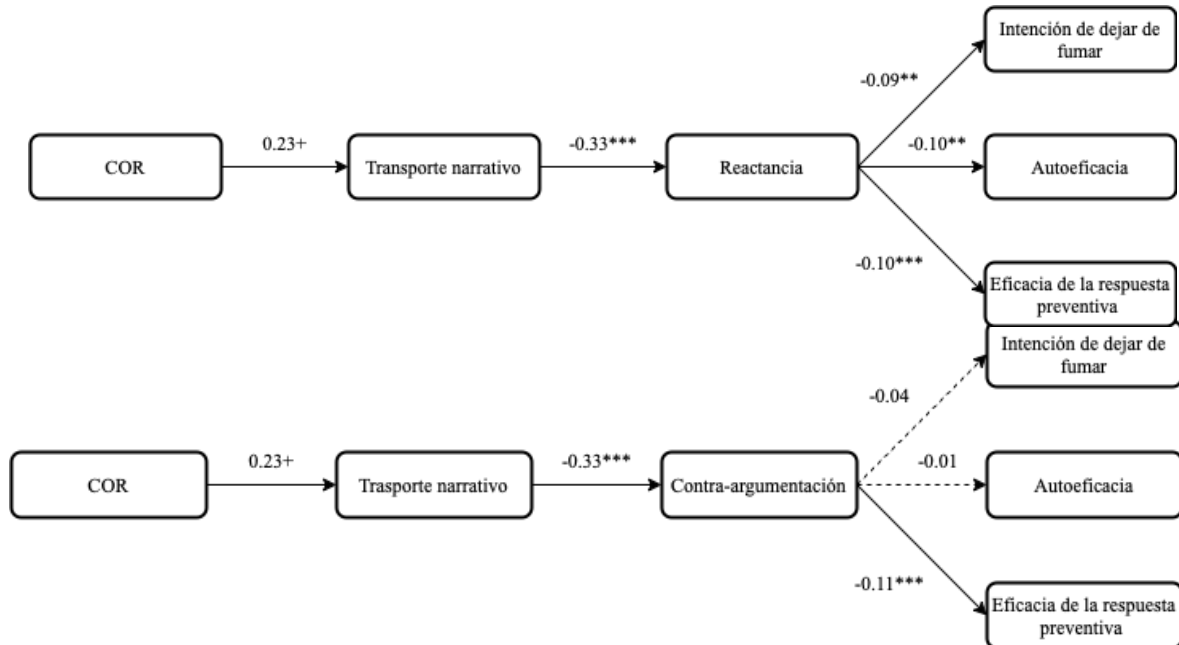 Intención de dejar de
fumar
-0.09**
0.23+
-0.33***
-0.10**
COR
Transporte narrativo
Reactancia
Autoeficacia
-0.10***
Eficacia de la respuesta
preventiva
Intención de dejar de
fumar
-0.04
0.23+
-0.33***
-0.01
COR
Trasporte narrativo
Contra-argumentación
Autoeficacia
-0.11***
Eficacia de la respuesta
preventiva